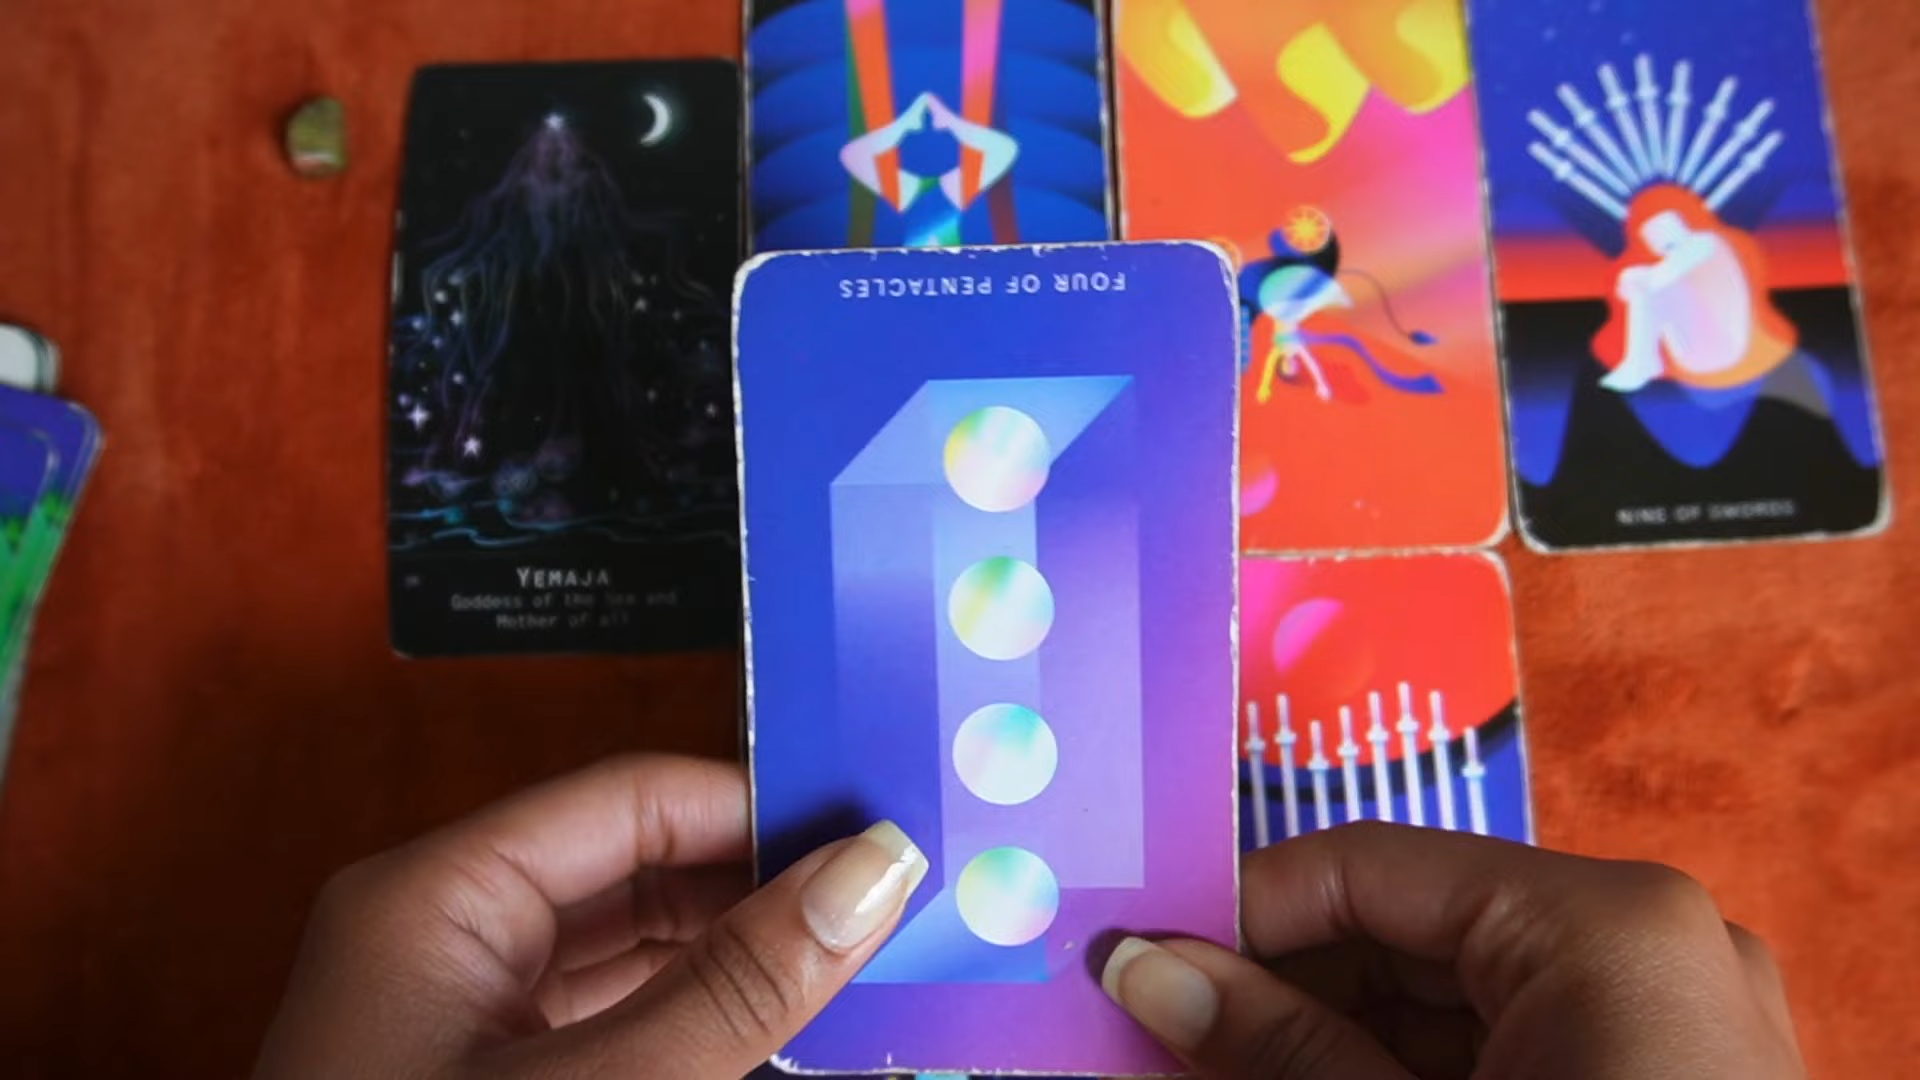 FOUR OF PENTACLES
NINE OF SWORDS
YEMAJA
Goddess of the Sea and
Mother of all